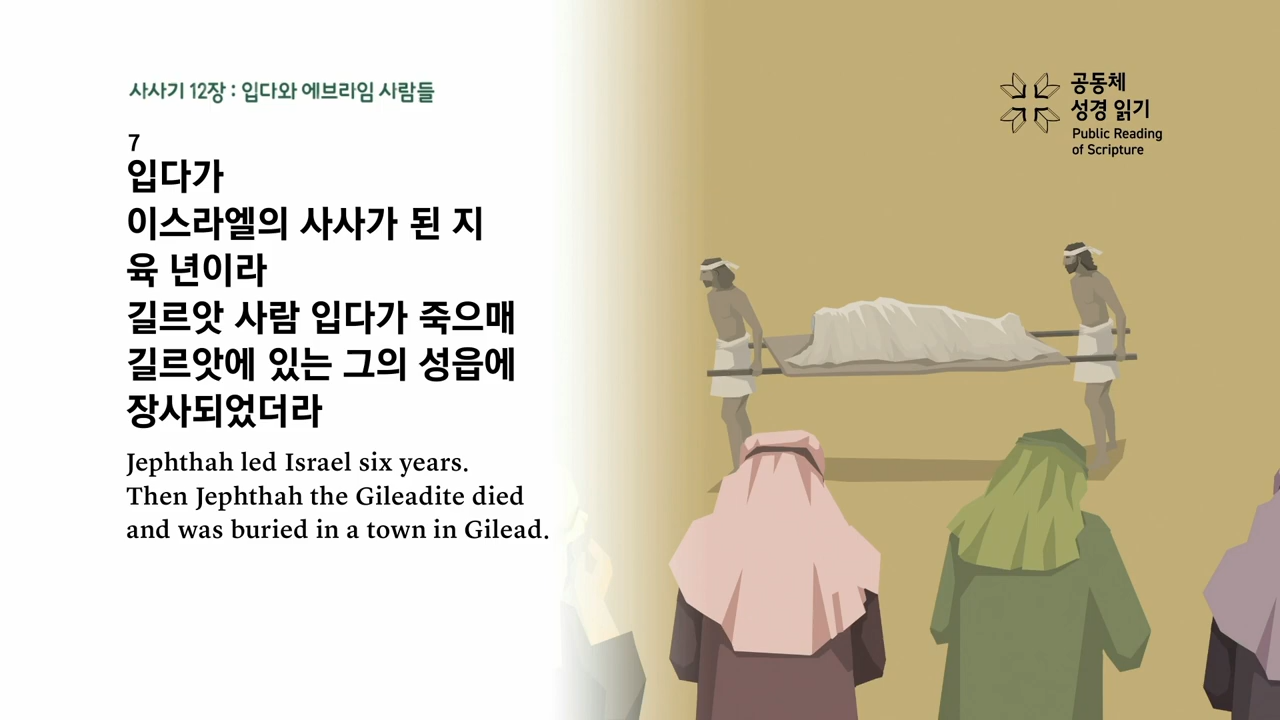 사사기 12장 : 입다와 에브라임 사람들
공동체
성경 읽기
Public Reading
of Scripture
7
입다가
이스라엘의 사사가 된 지
육 년이라
길르앗 사람 입다가 죽으매
길르앗에 있는 그의 성읍에
장사되었더라
Jephthah led Israel six years.
Then Jephthah the Gileadite died
and was buried in a town in Gilead.